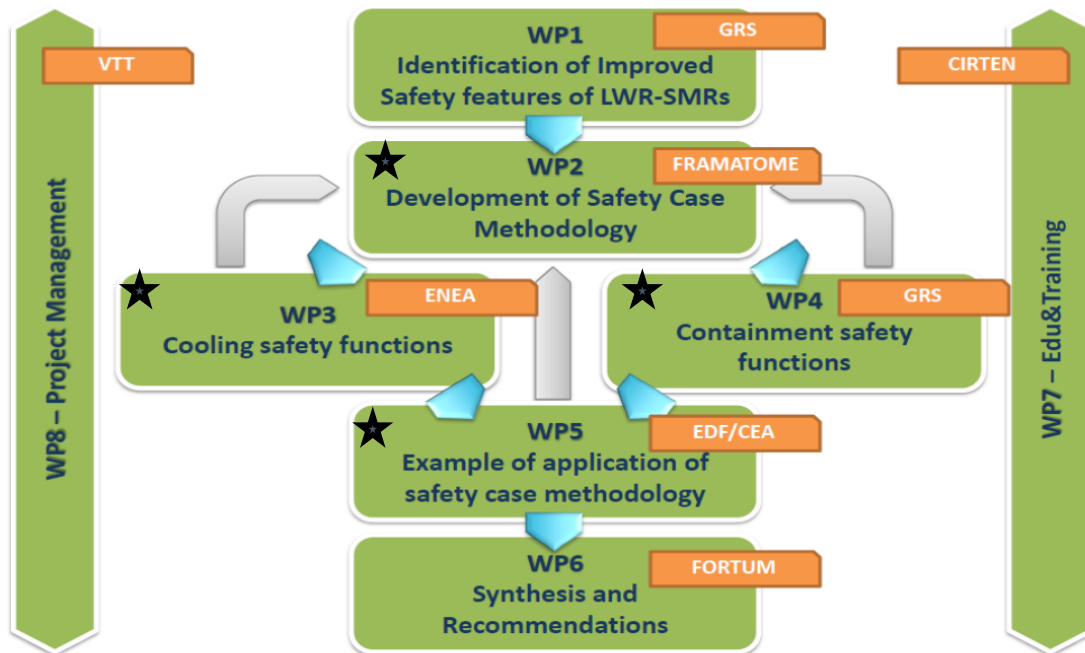 WP1
GRS
Identification of Improved
Safety features of LWR-SMRs
VTT
CIRTEN
WP2
FRAMATOME
Development of Safety Case
Methodology
WP3
ENEA
Cooling safety functions
WP4
GRS
Containment safety
functions
WP5
EDF/CEA
Example of application of
safety case methodology
WP6
FORTUM
Synthesis and
Recommendations
WP8 – Project Management
WP7 – Edu&Training